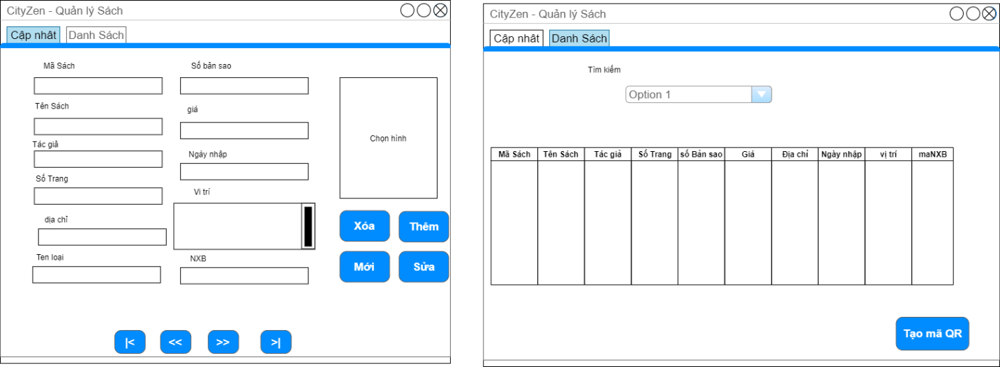 CityZen - Quản lý Sách
Cập nhât Danh Sách
Mã Sách Số bản sao
Tên Sách giá
Chọn hình
Tác giả Ngày nhập
Số Trang Vi trí
dịa chỉ
Xóa Thêm
Ten loại NXB
Mới Sửa
|< << >> >|
CityZen - Quản lý Sách
Cập nhât Danh Sách
Tìm kiếm
Option 1
Mã Sách Tên Sách Tác giả Số Trang số Bản sao Giá Địa chỉ Ngày nhập vị trí maNXB
Tạo mã QR